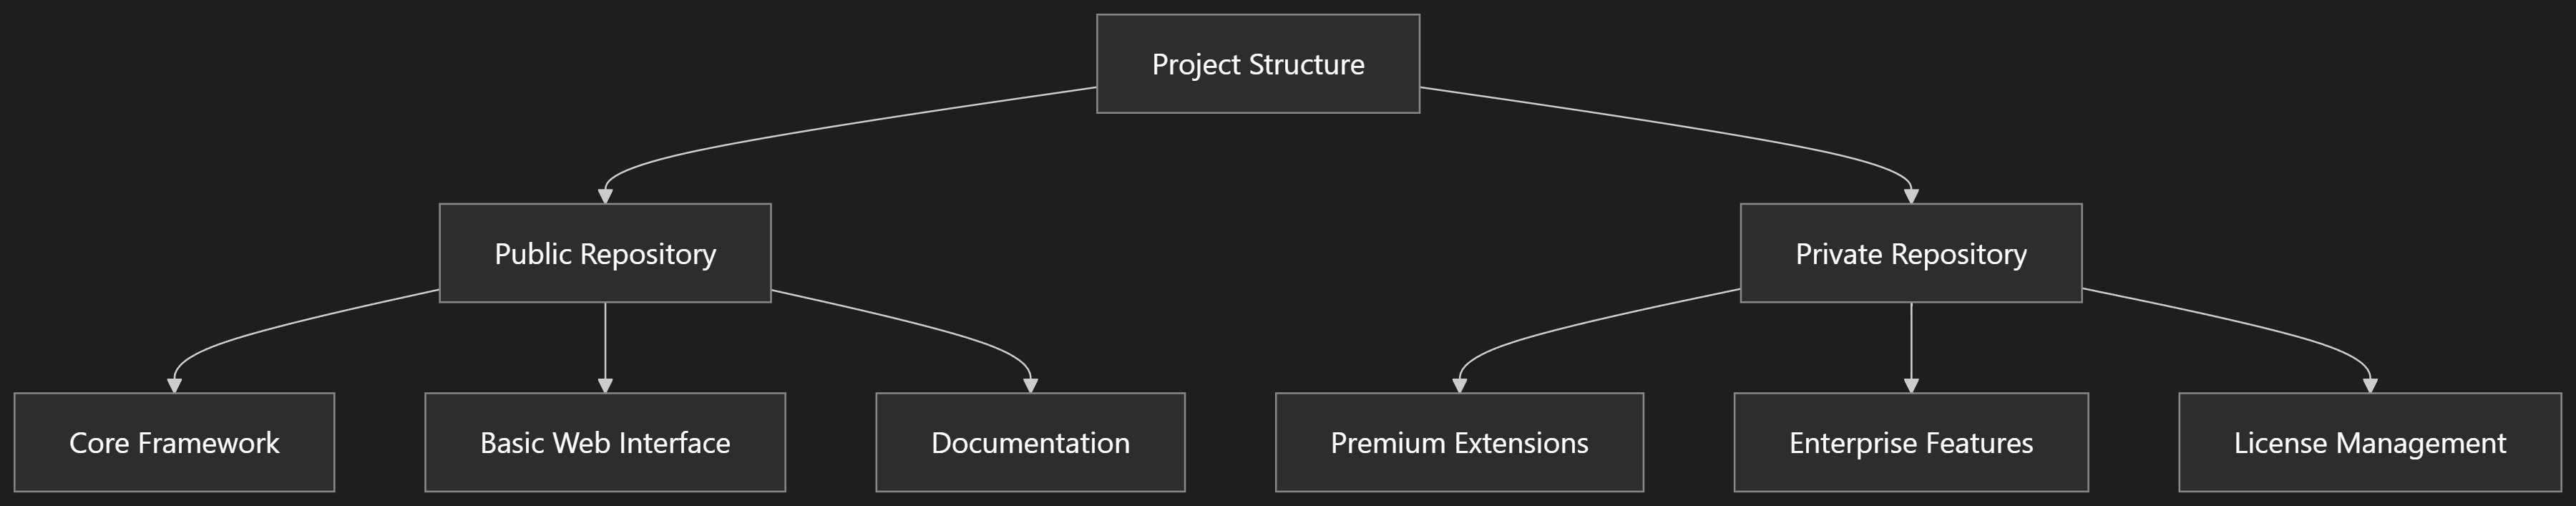 Project Structure
Public Repository
Private Repository
Core Framework
Basic Web Interface
Documentation
Premium Extensions
Enterprise Features
License Management